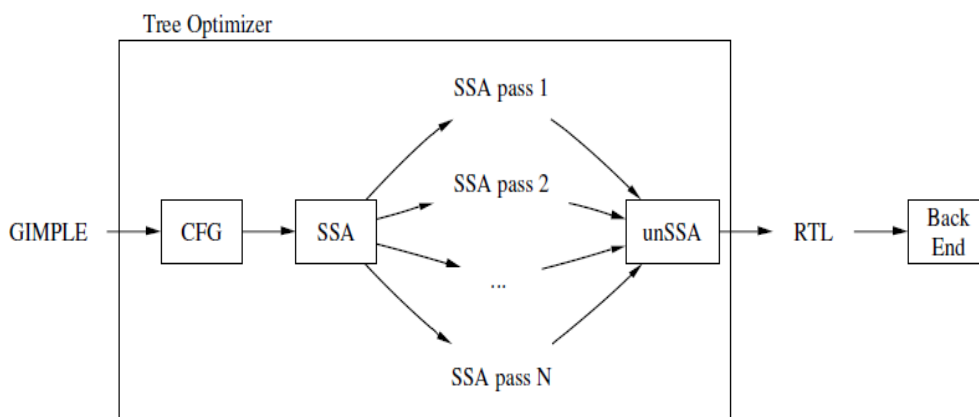 Tree Optimizer
SSA pass 1
SSA pass 2
GIMPLE
CFG
SSA
unSSA
RTL
Back
End
...
SSA pass N